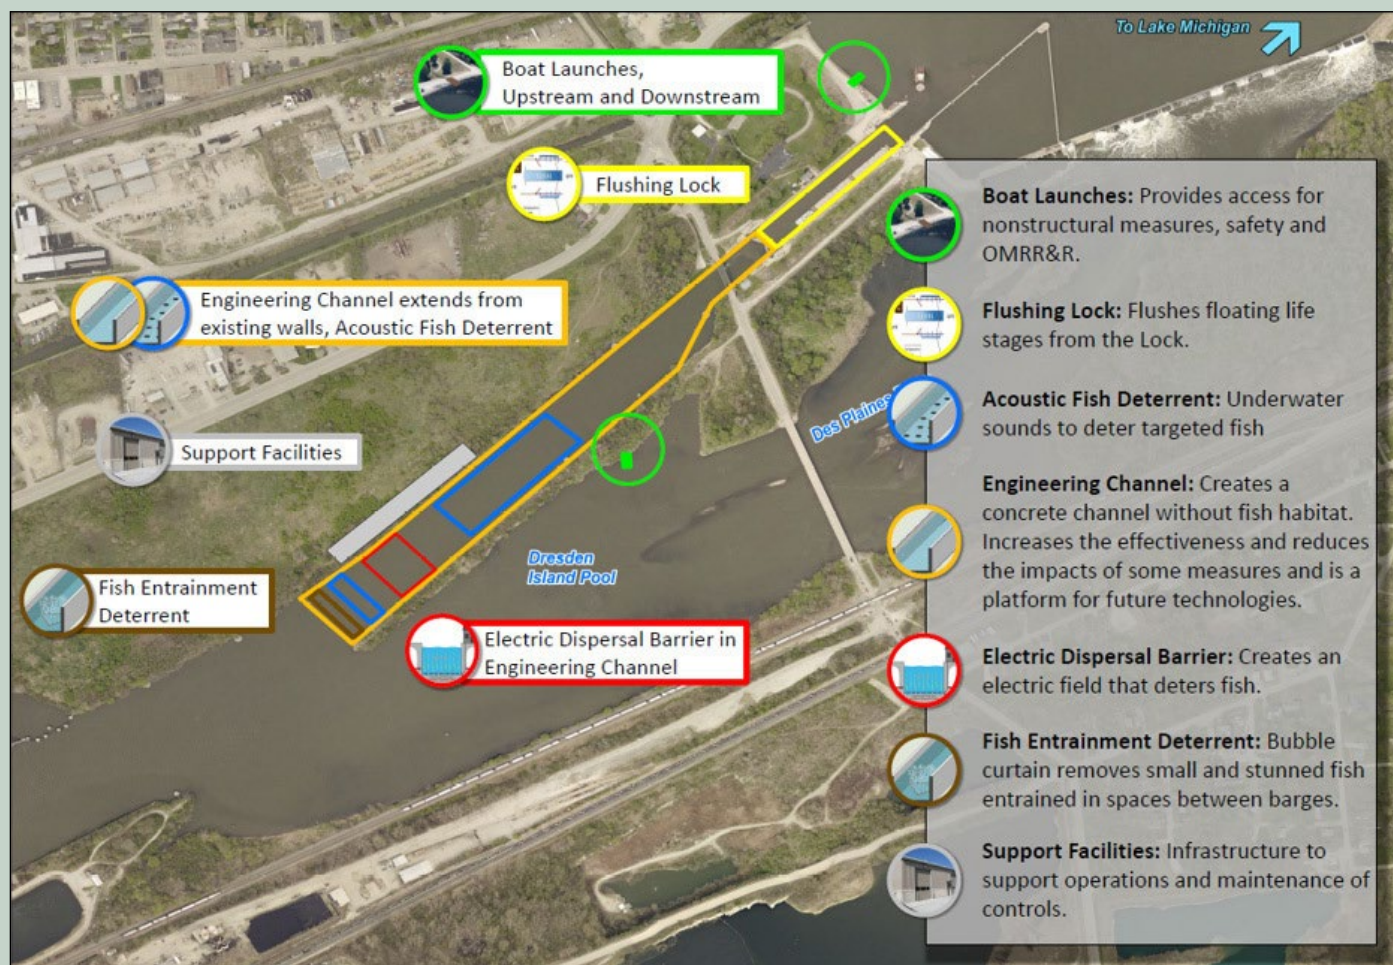 To Lake Michigan
Boat Launches,
Upstream and Downstream
Flushing Lock
Engineering Channel extends from
existing walls, Acoustic Fish Deterrent
Support Facilities
Fish Entrainment
Deterrent
Electric Dispersal Barrier in
Engineering Channel
Dresden
Island Pool
Des Plaines
Boat Launches: Provides access for
nonstructural measures, safety and
OMRR&R.
Flushing Lock: Flushes floating life
stages from the Lock.
Acoustic Fish Deterrent: Underwater
sounds to deter targeted fish
Engineering Channel: Creates a
concrete channel without fish habitat.
Increases the effectiveness and reduces
the impacts of some measures and is a
platform for future technologies.
Electric Dispersal Barrier: Creates an
electric field that deters fish.
Fish Entrainment Deterrent: Bubble
curtain removes small and stunned fish
entrained in spaces between barges.
Support Facilities: Infrastructure to
support operations and maintenance of
controls.